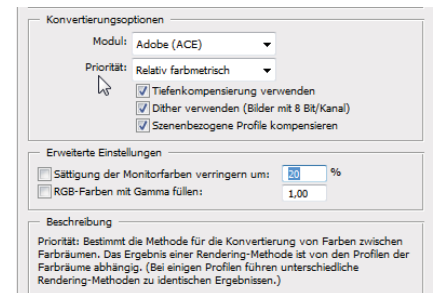 Konvertierungsoptionen
Modul: Adobe (ACE)
Priorität: Relativ farbmetrisch
Tiefenkompensierung verwenden
Dither verwenden (Bilder mit 8 Bit/Kanal)
Szenenbezogene Profile kompensieren
Erweiterte Einstellungen
Sättigung der Monitorfarben verringern um: 20 %
RGB-Farben mit Gamma füllen: 1,00
Beschreibung
Priorität: Bestimmt die Methode für die Konvertierung von Farben zwischen
Farbräumen. Das Ergebnis einer Rendering-Methode ist von den Profilen der
Farbräume abhängig. (Bei einigen Profilen führen unterschiedliche
Rendering-Methoden zu identischen Ergebnissen.)